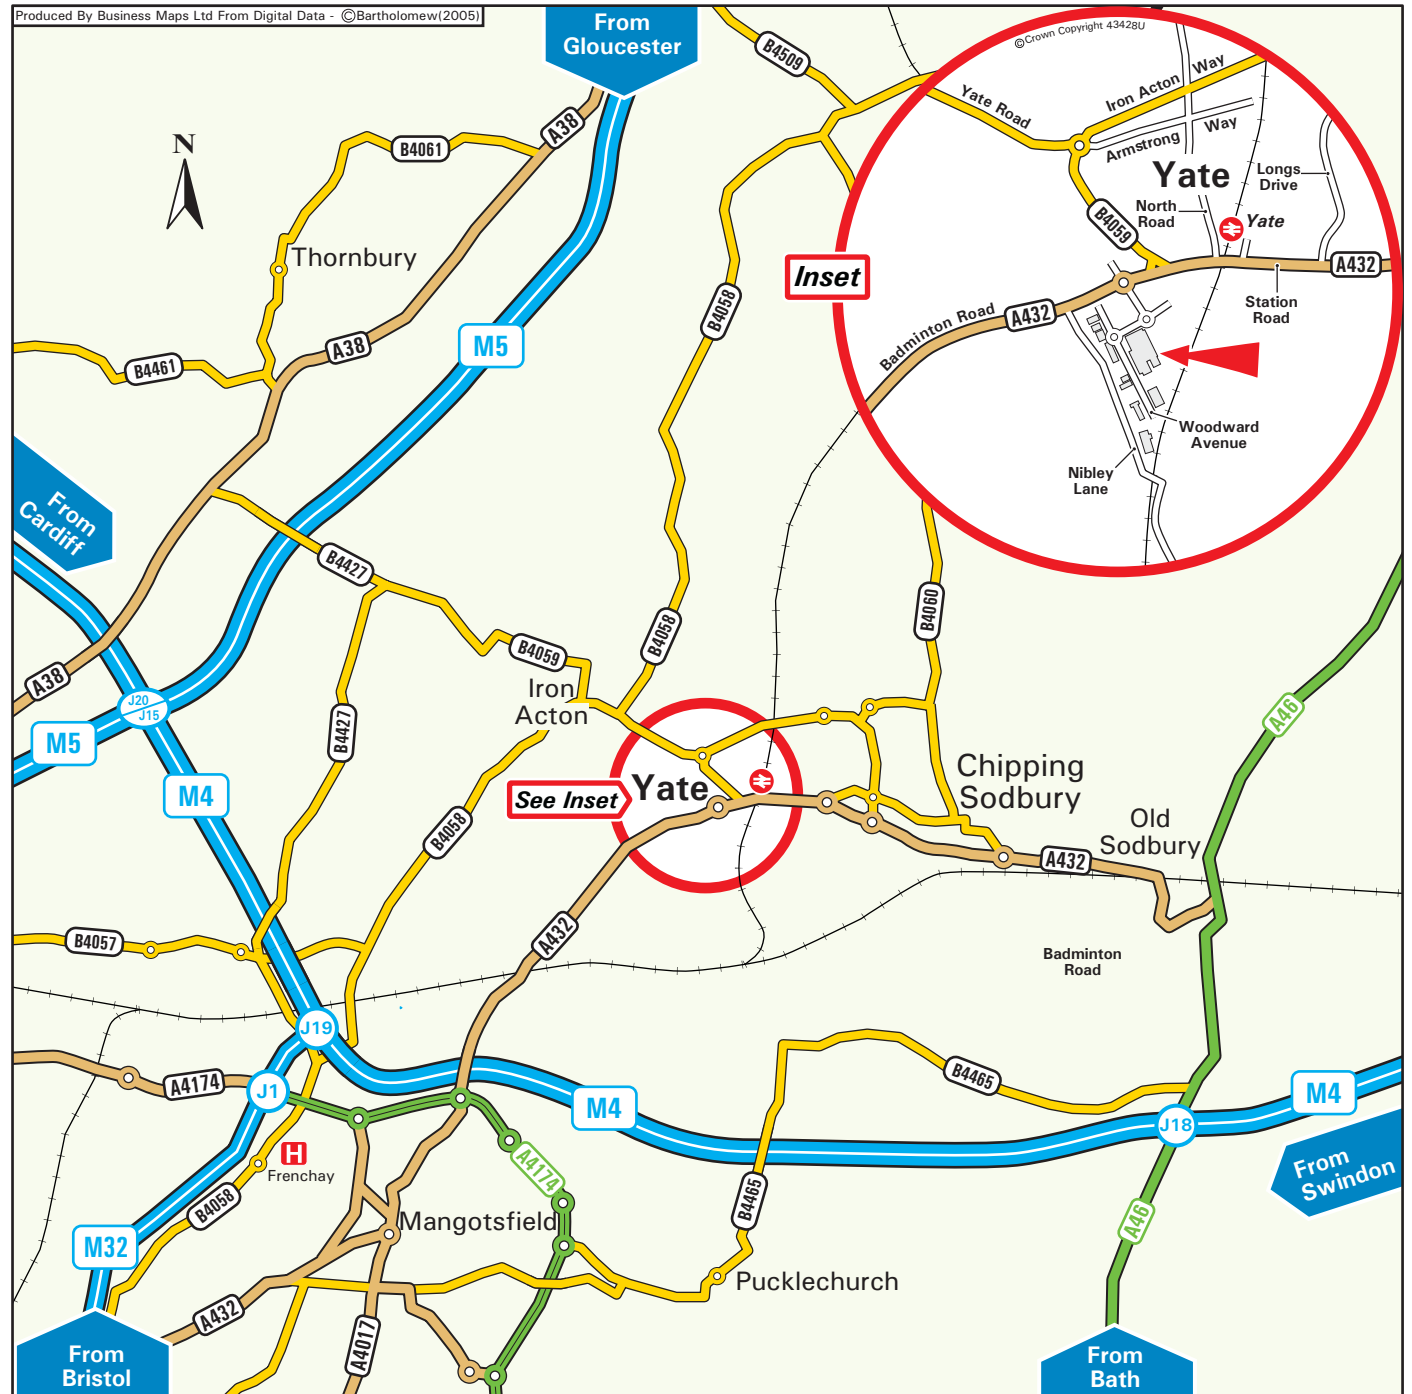 Produced By Business Maps Ltd From Digital Data - ©Bartholomew(2005)
From
Gloucester
©Crown Copyright 43428U
B4509
A38
B4061
N
Yate Road
Iron Acton Way
Armstrong Way
Yate
Longs
Drive
North
Road
Yate
B4059
Thornbury
Inset
A432
Station
Road
B4058
A432
Badminton Road
A38
M5
B4461
Woodward
Avenue
Nibley
Lane
From
Cardiff
B4427
B4060
B4058
B4059
A38
Iron
Acton
J20
J15
A46
M5
B4427
M4
Chipping
Sodbury
See Inset
Yate
B4058
Old
Sodbury
A432
A432
B4057
Badminton
Road
J19
B4465
A4174
J1
M4
M4
J18
H
Frenchay
A4174
From
Swindon
B4058
B4465
A46
Mangotsfield
M32
Pucklechurch
A432
A4017
From
Bristol
From
Bath